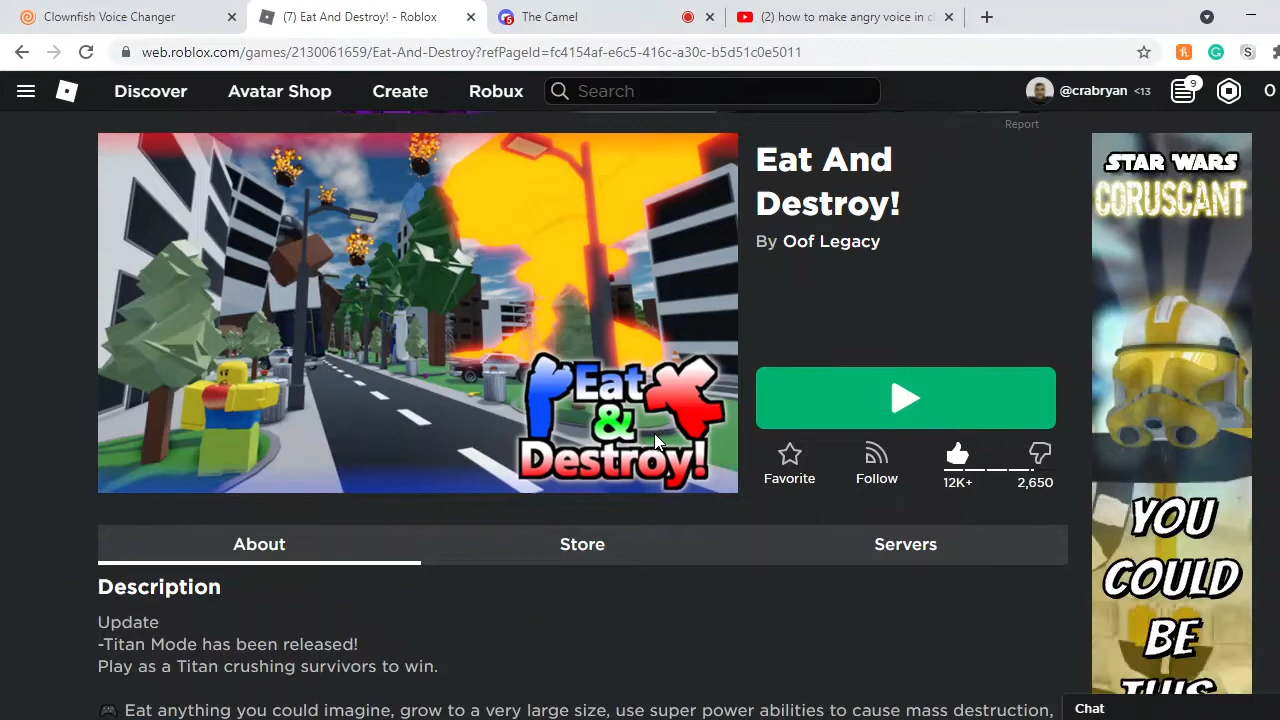 Clownfish Voice Changer
(7) Eat And Destroy! - Roblox
The Camel
(2) how to make angry voice in c
web.roblox.com/games/2130061659/Eat-And-Destroy?refPageId=fc4154af-e6c5-416c-a30c-b5d51c0e5011
Discover
Avatar Shop
Create
Robux
Search
@crabryan <13
9
0
Report
Eat
&
Destroy!
Eat And
Destroy!
By Oof Legacy
Favorite
Follow
12K+
2,650
STAR WARS
CORUSCANT
YOU
COULD
BE
THIS
About
Store
Servers
Description
Update
-Titan Mode has been released!
Play as a Titan crushing survivors to win.
🎮 Eat anything you could imagine, grow to a very large size, use super power abilities to cause mass destruction,
Chat